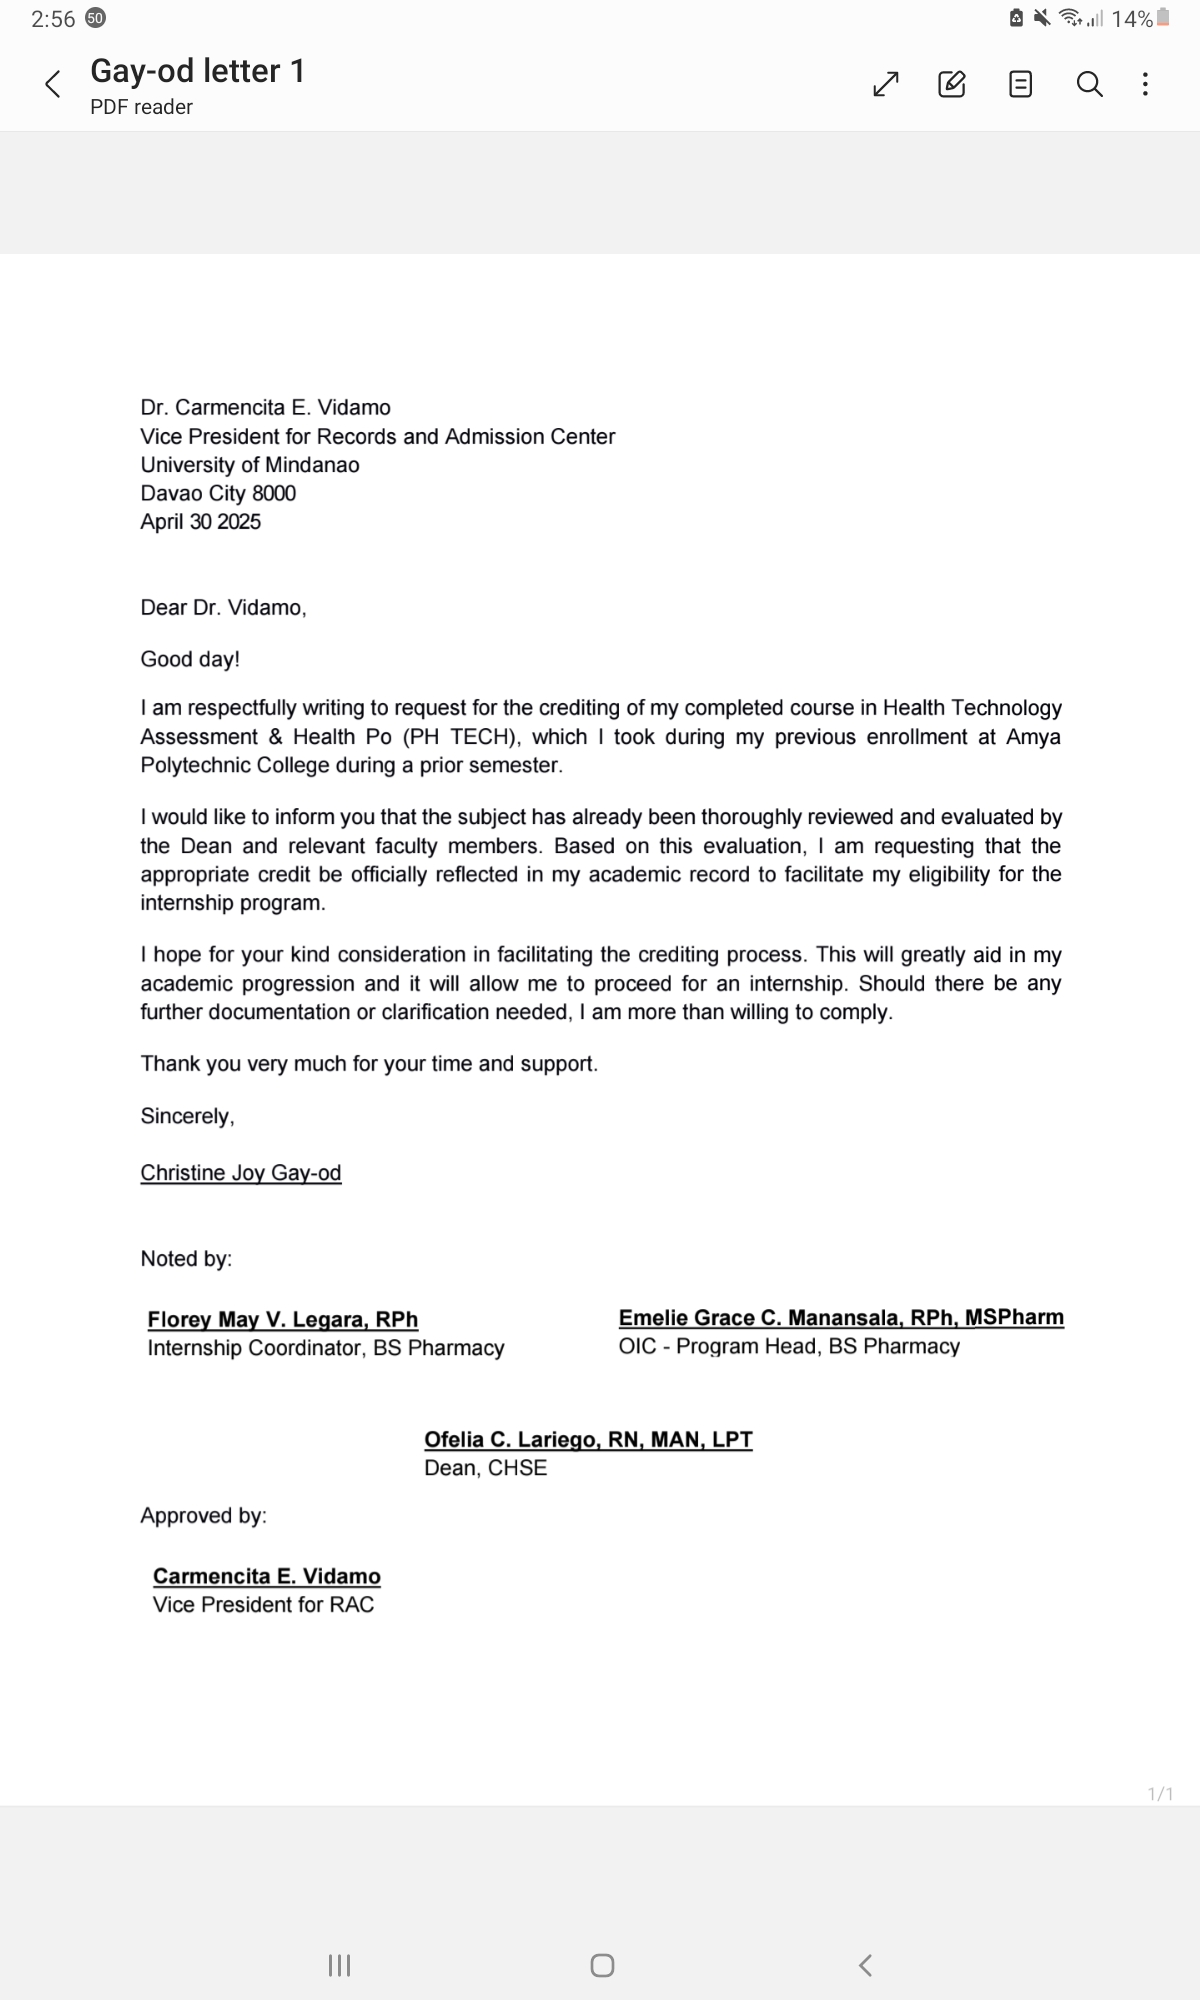 2:56 50 14%
Gay-od letter 1
PDF reader
Dr. Carmencita E. Vidamo
Vice President for Records and Admission Center
University of Mindanao
Davao City 8000
April 30 2025
Dear Dr. Vidamo,
Good day!
I am respectfully writing to request for the crediting of my completed course in Health Technology
Assessment & Health Po (PH TECH), which I took during my previous enrollment at Amya
Polytechnic College during a prior semester.
I would like to inform you that the subject has already been thoroughly reviewed and evaluated by
the Dean and relevant faculty members. Based on this evaluation, I am requesting that the
appropriate credit be officially reflected in my academic record to facilitate my eligibility for the
internship program.
I hope for your kind consideration in facilitating the crediting process. This will greatly aid in my
academic progression and it will allow me to proceed for an internship. Should there be any
further documentation or clarification needed, I am more than willing to comply.
Thank you very much for your time and support.
Sincerely,
Christine Joy Gay-od
Noted by:
Florey May V. Legara, RPh
Internship Coordinator, BS Pharmacy
Emelie Grace C. Manansala, RPh, MSPharm
OIC - Program Head, BS Pharmacy
Ofelia C. Lariego, RN, MAN, LPT
Dean, CHSE
Approved by:
Carmencita E. Vidamo
Vice President for RAC
1/1